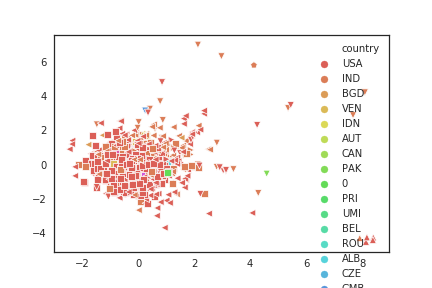 country
USA
IND
BGD
VEN
IDN
AUT
CAN
PAK
0
PRI
UMI
BEL
ROU
ALB
CZE
GMB
6
4
2
0
−2
−4
−2 0 2 4 6 8